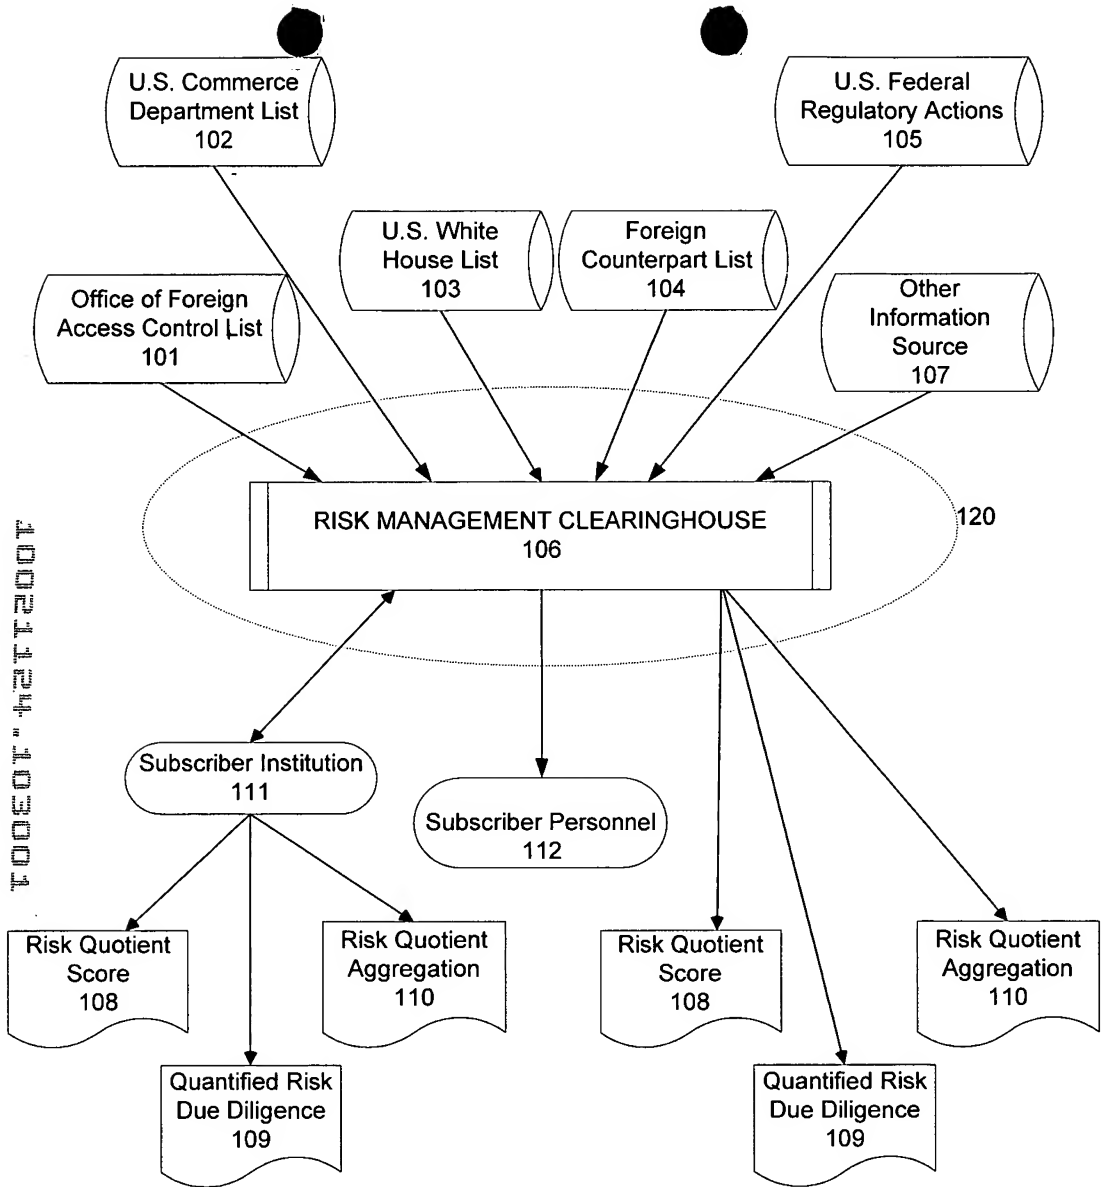 U.S. Commerce
Department List
102
U.S. Federal
Regulatory Actions
105
U.S. White
House List
103
Foreign
Counterpart List
104
Office of Foreign
Access Control List
101
Other
Information
Source
107
RISK MANAGEMENT CLEARINGHOUSE
106
120
10021124.103001
Subscriber Institution
111
Subscriber Personnel
112
Risk Quotient
Score
108
Risk Quotient
Aggregation
110
Risk Quotient
Score
108
Risk Quotient
Aggregation
110
Quantified Risk
Due Diligence
109
Quantified Risk
Due Diligence
109